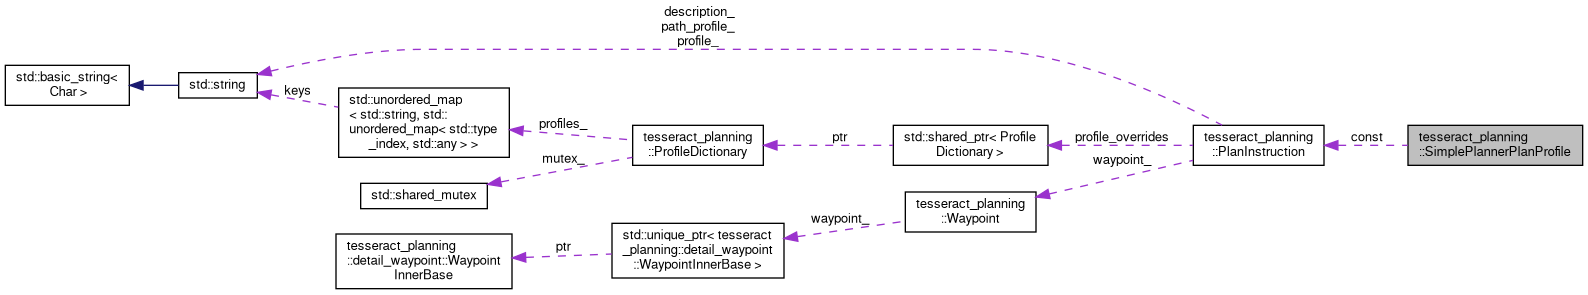 description_
path_profile_
profile_
std::basic_string<
Char >
std::string
keys
std::unordered_map
< std::string, std::
unordered_map< std::type
_index, std::any > >
profiles_
mutex_
std::shared_mutex
tesseract_planning
::ProfileDictionary
ptr
std::shared_ptr< Profile
Dictionary >
profile_overrides
waypoint_
tesseract_planning
::PlanInstruction
const
tesseract_planning
::SimplePlannerPlanProfile
tesseract_planning
::Waypoint
waypoint_
std::unique_ptr< tesseract
_planning::detail_waypoint
::WaypointInnerBase >
ptr
tesseract_planning
::detail_waypoint::Waypoint
InnerBase